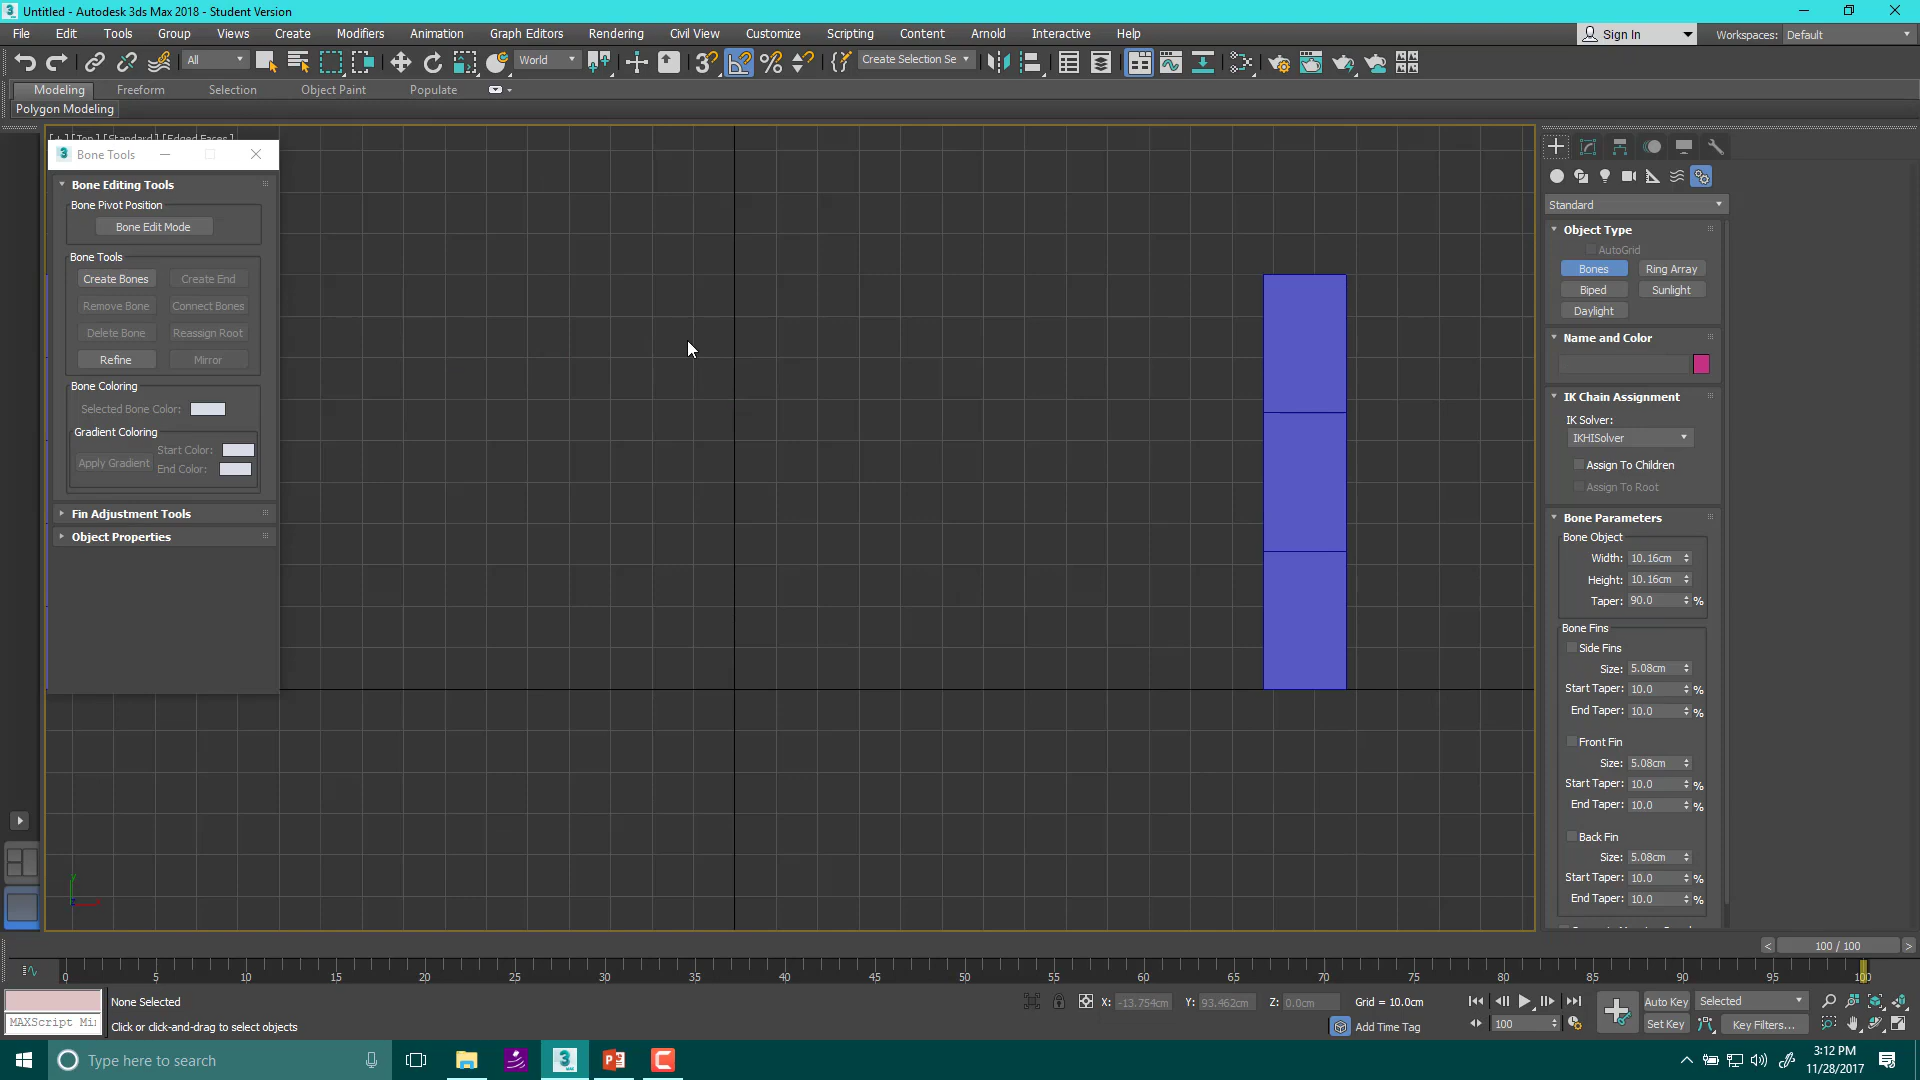 Untitled - Autodesk 3ds Max 2018 - Student Version
File Edit Tools Group Views Create Modifiers Animation Graph Editors Rendering Civil View Customize Scripting Content Arnold Interactive Help Sign In Workspaces: Default
All World Create Selection Se
Modeling Freeform Selection Object Paint Populate
Polygon Modeling
[+] [Top] [Standard] [Edged Faces]
3 Bone Tools
Bone Editing Tools
Bone Pivot Position
Bone Edit Mode
Bone Tools
Create Bones Create End
Remove Bone Connect Bones
Delete Bone Reassign Root
Refine Mirror
Bone Coloring
Selected Bone Color:
Gradient Coloring
Start Color:
Apply Gradient End Color:
Fin Adjustment Tools
Object Properties
Standard
Object Type
AutoGrid
Bones Ring Array
Biped Sunlight
Daylight
Name and Color
IK Chain Assignment
IK Solver:
IKHISolver
Assign To Children
Assign To Root
Bone Parameters
Bone Object
Width: 10.16cm
Height: 10.16cm
Taper: 90.0 %
Bone Fins
Side Fins
Size: 5.08cm
Start Taper: 10.0 %
End Taper: 10.0 %
Front Fin
Size: 5.08cm
Start Taper: 10.0 %
End Taper: 10.0 %
Back Fin
Size: 5.08cm
Start Taper: 10.0 %
End Taper: 10.0 %
y
< 100 / 100 >
0 5 10 15 20 25 30 35 40 45 50 55 60 65 70 75 80 85 90 95 100
None Selected X: -13.754cm Y: 93.462cm Z: 0.0cm Grid = 10.0cm Auto Key Selected
MAXScript Mi Click or click-and-drag to select objects Add Time Tag 100 Set Key Key Filters...
Type here to search
3:12 PM
11/28/2017